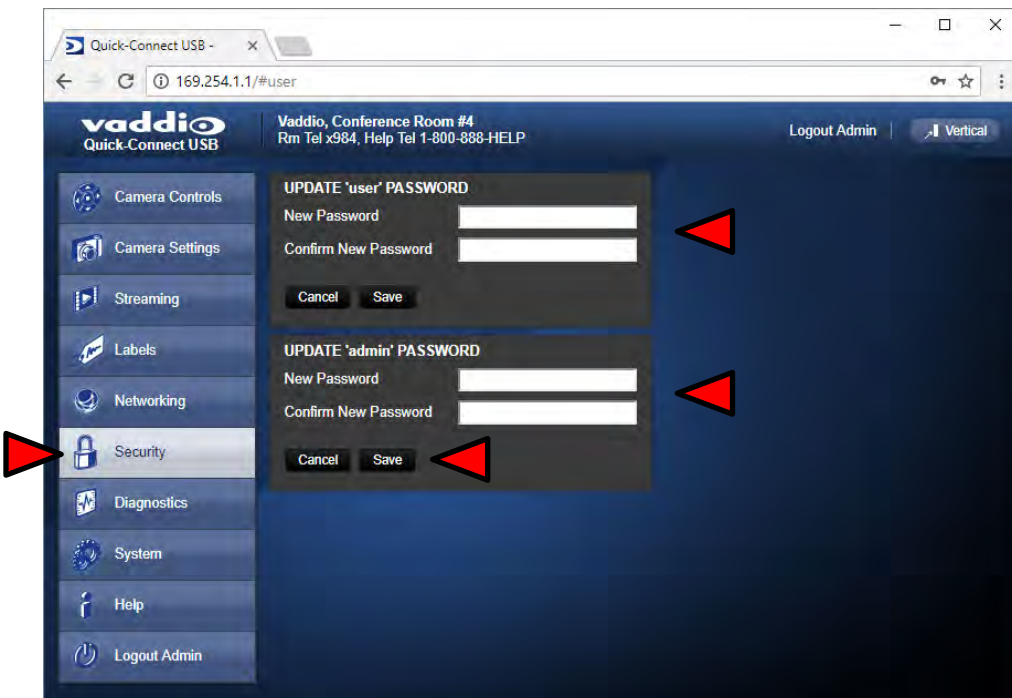 Quick-Connect USB -
169.254.1.1/#user
vaddio
Quick-Connect USB
Vaddio, Conference Room #4
Rm Tel x984, Help Tel 1-800-888-HELP
Logout Admin
Vertical
Camera Controls
Camera Settings
Streaming
Labels
Networking
Security
Diagnostics
System
Help
Logout Admin
UPDATE 'user' PASSWORD
New Password
Confirm New Password
Cancel Save
UPDATE 'admin' PASSWORD
New Password
Confirm New Password
Cancel Save